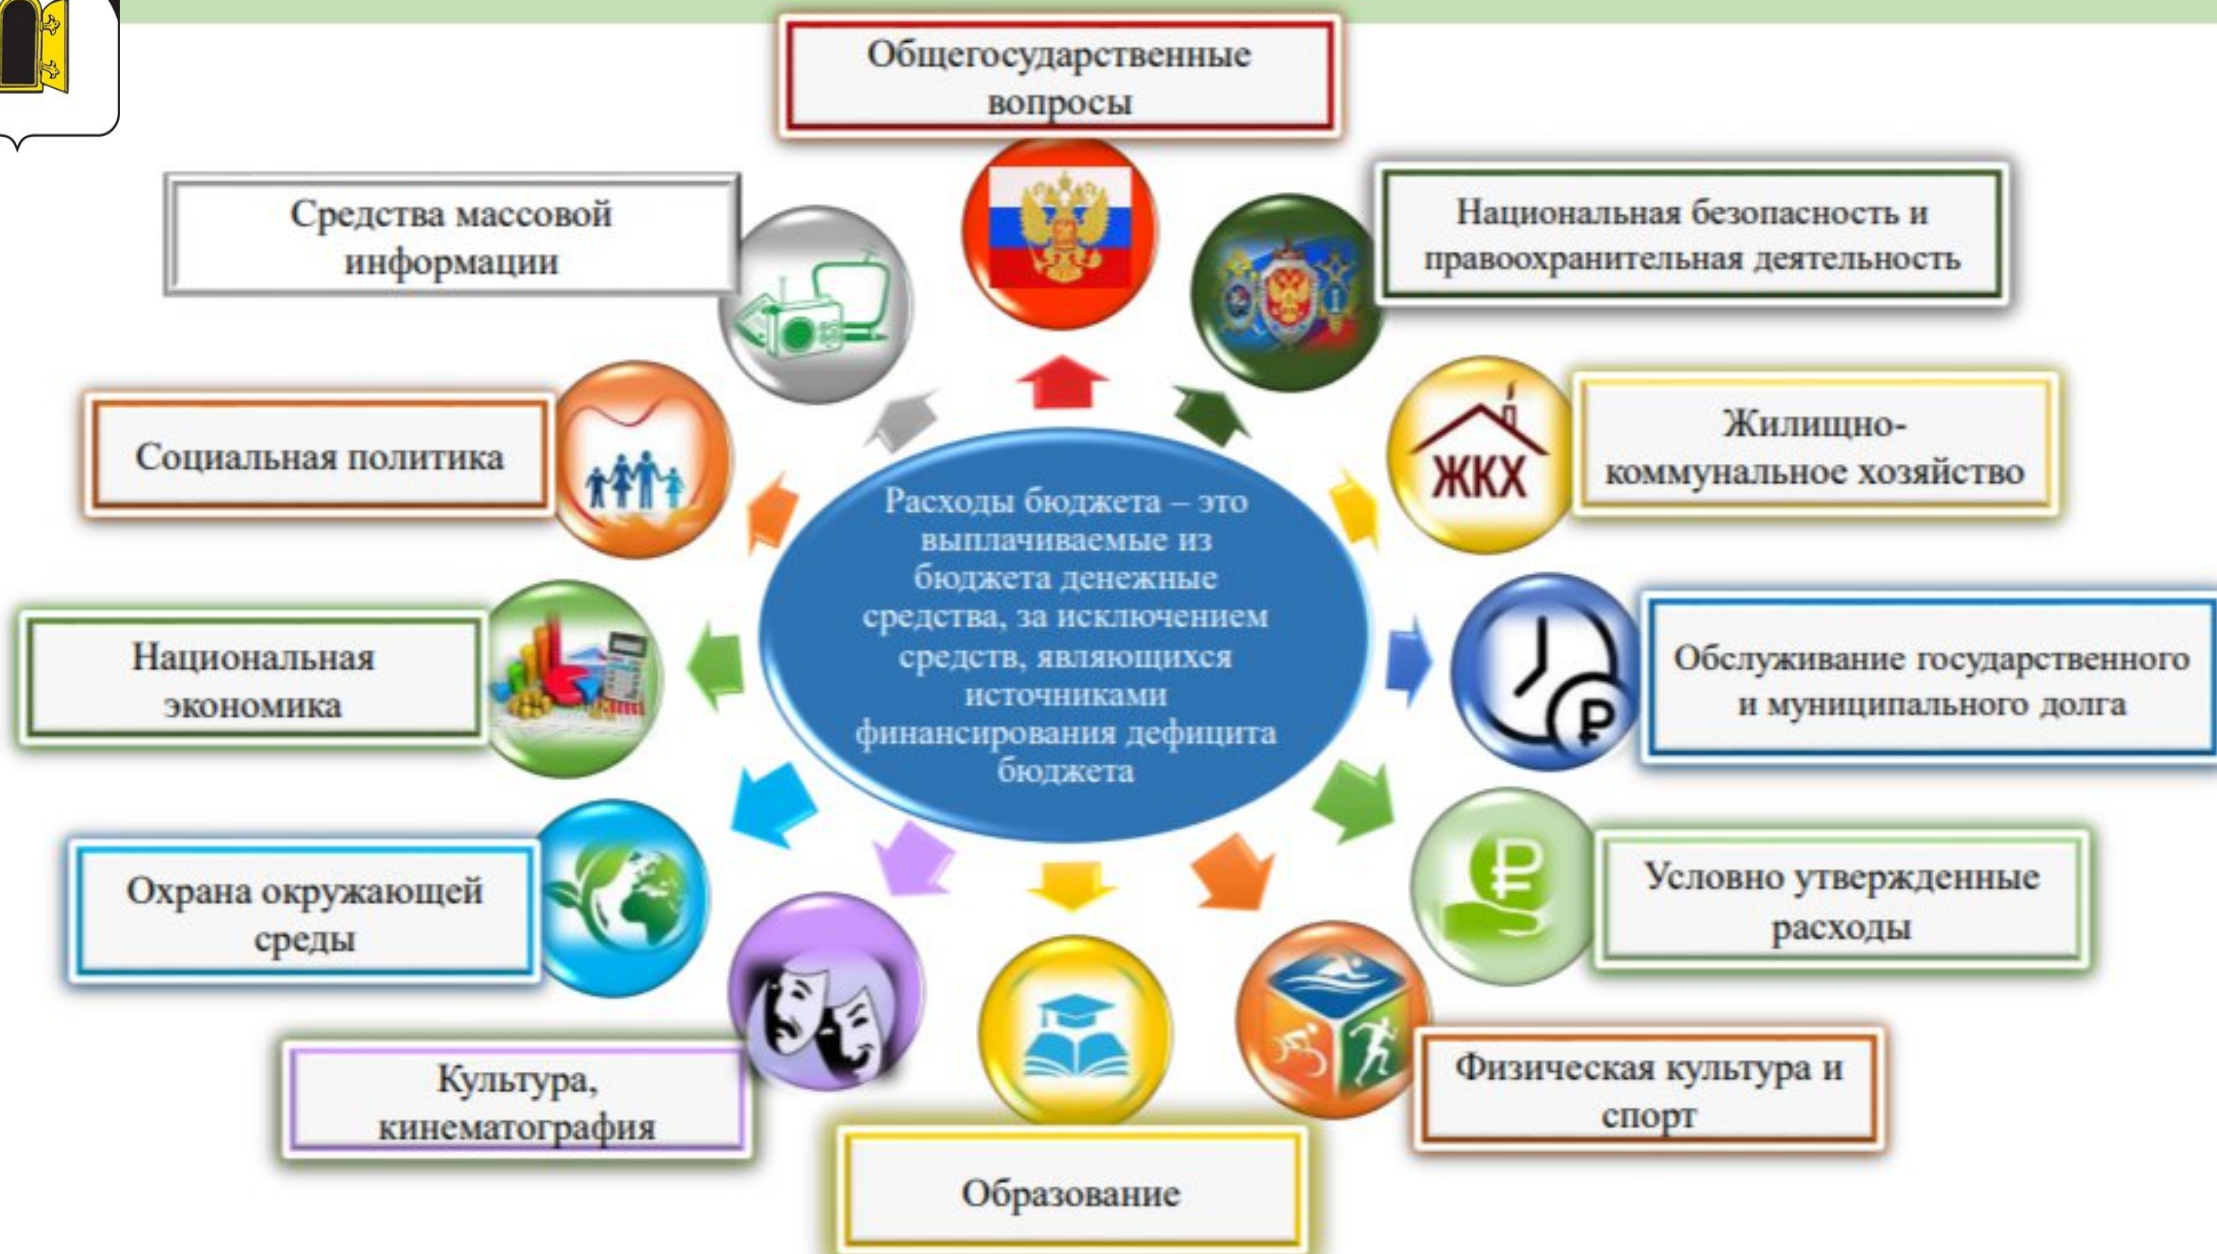 Общегосударственные
вопросы
Средства массовой
информации
Национальная безопасность и
правоохранительная деятельность
Социальная политика
ЖКХ
Жилищно-
коммунальное хозяйство
Расходы бюджета – это
выплачиваемые из
бюджета денежные
средства, за исключением
средств, являющихся
источниками
финансирования дефицита
бюджета
Национальная
экономика
Обслуживание государственного
и муниципального долга
Охрана окружающей
среды
Условно утвержденные
расходы
Культура,
кинематография
Физическая культура и
спорт
Образование